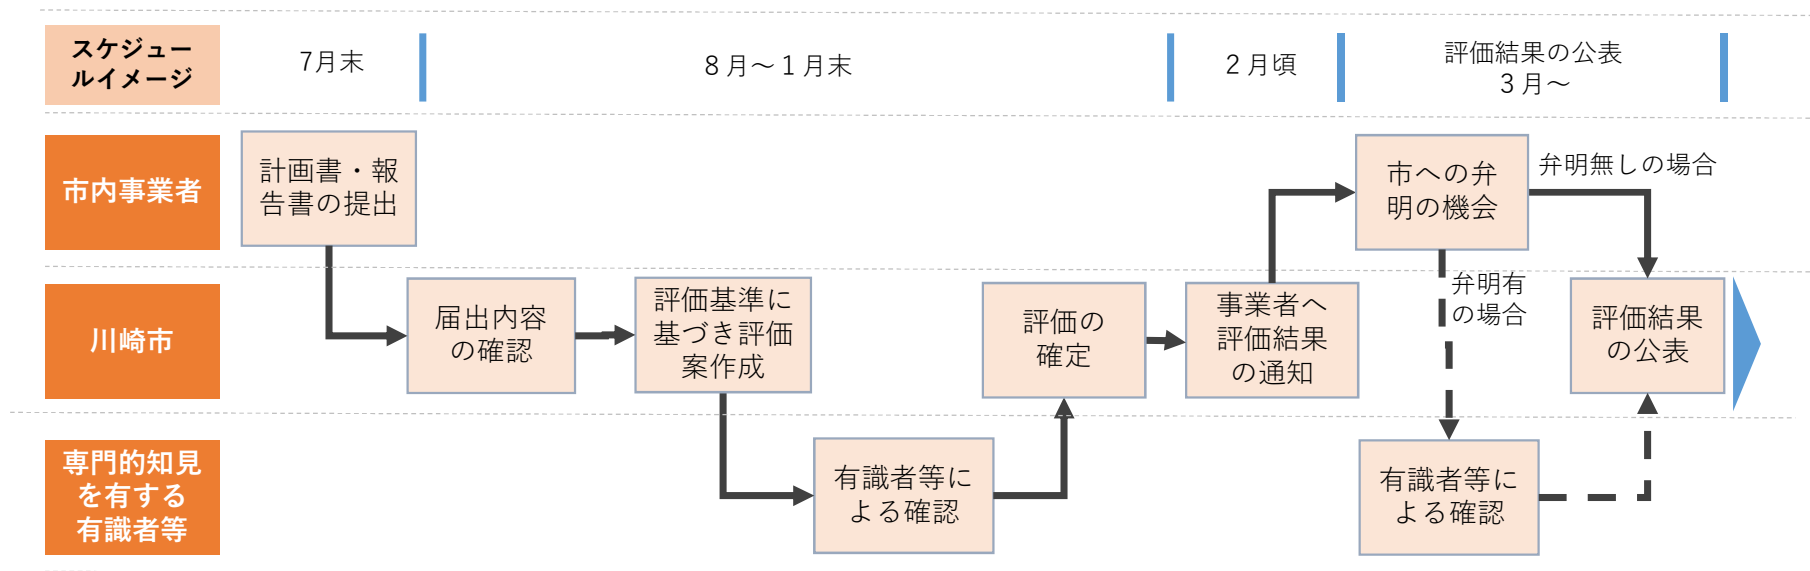 スケジュー
ルイメージ
7月末
８月～１月末
２月頃
評価結果の公表
３月～
市内事業者
計画書・報
告書の提出
市への弁
明の機会
弁明無しの場合
川崎市
届出内容
の確認
評価基準に
基づき評価
案作成
評価の
確定
事業者へ
評価結果
の通知
弁明有
の場合
評価結果
の公表
専門的知見
を有する
有識者等
有識者等に
よる確認
有識者等に
よる確認